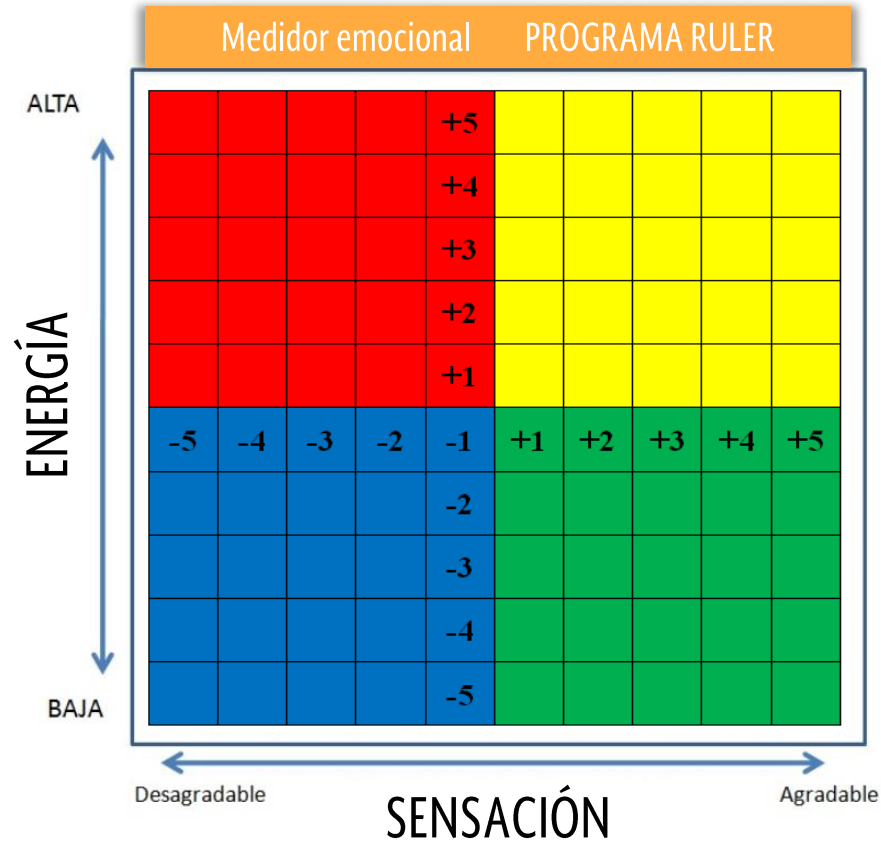 Medidor emocional PROGRAMA RULER
ALTA
+5
+4
+3
+2
+1
ENERGÍA
-5 -4 -3 -2 -1 +1 +2 +3 +4 +5
-2
-3
-4
-5
BAJA
Desagradable
Agradable
SENSACIÓN